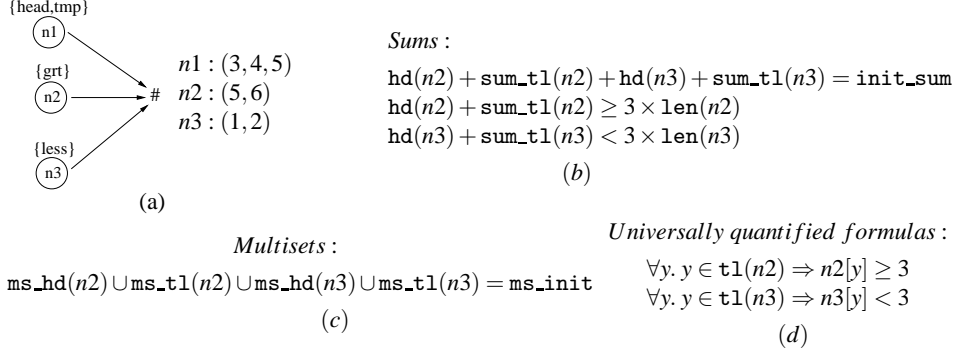 {head,tmp}
n1
{grt}
n2
#
{less}
n3
n1 : (3,4,5)
n2 : (5,6)
n3 : (1,2)
(a)
Sums :
hd(n2) + sum_tl(n2) + hd(n3) + sum_tl(n3) = init_sum
hd(n2) + sum_tl(n2) ≥ 3 × len(n2)
hd(n3) + sum_tl(n3) < 3 × len(n3)
(b)
Multisets :
ms_hd(n2) ∪ ms_tl(n2) ∪ ms_hd(n3) ∪ ms_tl(n3) = ms_init
(c)
Universally quantified formulas :
∀y. y ∈ tl(n2) ⇒ n2[y] ≥ 3
∀y. y ∈ tl(n3) ⇒ n3[y] < 3
(d)